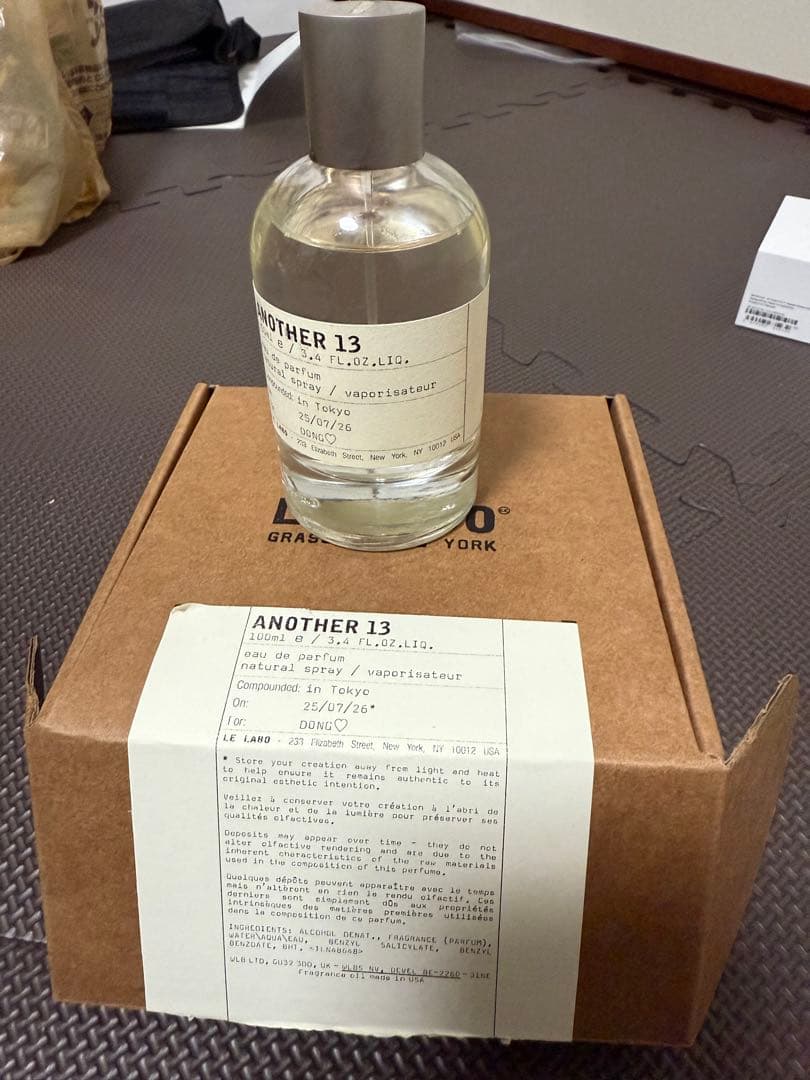 ANOTHER 13
e / 3.4 FL.OZ.LIQ.
de parfum
spray / vaporisateur
in Tokyo
25/07/26
DONG♡
LABO - 233 Elizabeth Street, New York, NY 10012 USA
YORK
ANOTHER 13
100ml e / 3.4 FL.OZ.LIQ.
eau de parfum
natural spray / vaporisateur
Compounded: in Tokyo
On: 25/07/26*
For: DONG♡
LE LABO - 233 Elizabeth Street, New York, NY 10012 USA
* Store your creation away from light and heat
to help ensure it remains authentic to its
original esthetic intention.
Veillez à conserver votre création à l'abri de
la chaleur et de la lumière pour préserver ses
qualités olfactives.
Deposits may appear over time - they do not
alter olfactive rendering and are due to the
inherent characteristics of the raw materials
used in the composition of this perfume.
Quelques dépôts peuvent apparaître avec le temps
mais n'altèrent en rien le rendu olfactif. Ces
derniers sont simplement dûs aux propriétés
intrinsèques des matières premières utilisées
dans la composition de ce parfum.
INGREDIENTS: ALCOHOL DENAT., FRAGRANCE (PARFUM),
WATER\AQUA\EAU, BENZYL SALICYLATE, BENZYL
BENZOATE, BHT.
WLB LTD, GU32 3DD, UK - WLBS NV,
fragrance oil made in USA